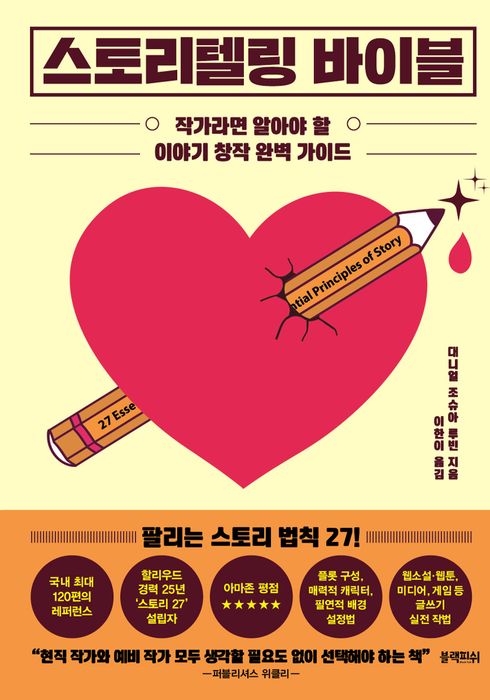 스토리텔링 바이블
작가라면 알아야 할
이야기 창작 완벽 가이드
ntial Principles of Story
27 Esse
대니얼 조슈아 루빈 지음
이한이 옮김
팔리는 스토리 법칙 27!
국내 최대
120편의
레퍼런스
할리우드
경력 25년
‘스토리 27’
설립자
아마존 평점
★★★★★
플롯 구성,
매력적 캐릭터,
필연적 배경
설정법
웹소설·웹툰,
미디어, 게임 등
글쓰기
실전 작법
“현직 작가와 예비 작가 모두 생각할 필요도 없이 선택해야 하는 책”
—퍼블리셔스 위클리—
블랙피쉬